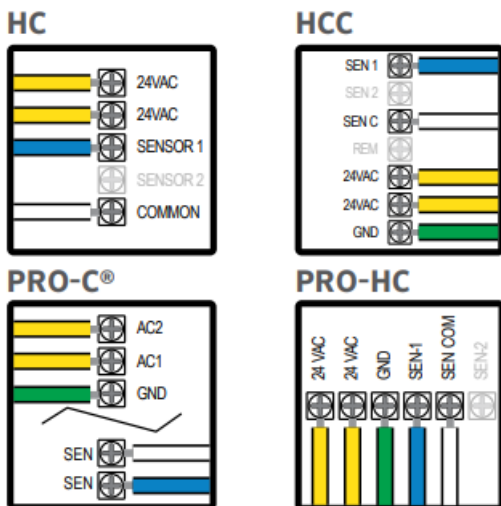 HC
24VAC
24VAC
SENSOR 1
SENSOR 2
COMMON
HCC
SEN 1
SEN 2
SEN C
REM
24VAC
24VAC
GND
PRO-C®
AC2
AC1
GND
SEN
SEN
PRO-HC
24 VAC
24 VAC
GND
SEN-1
SEN COM
SEN-2